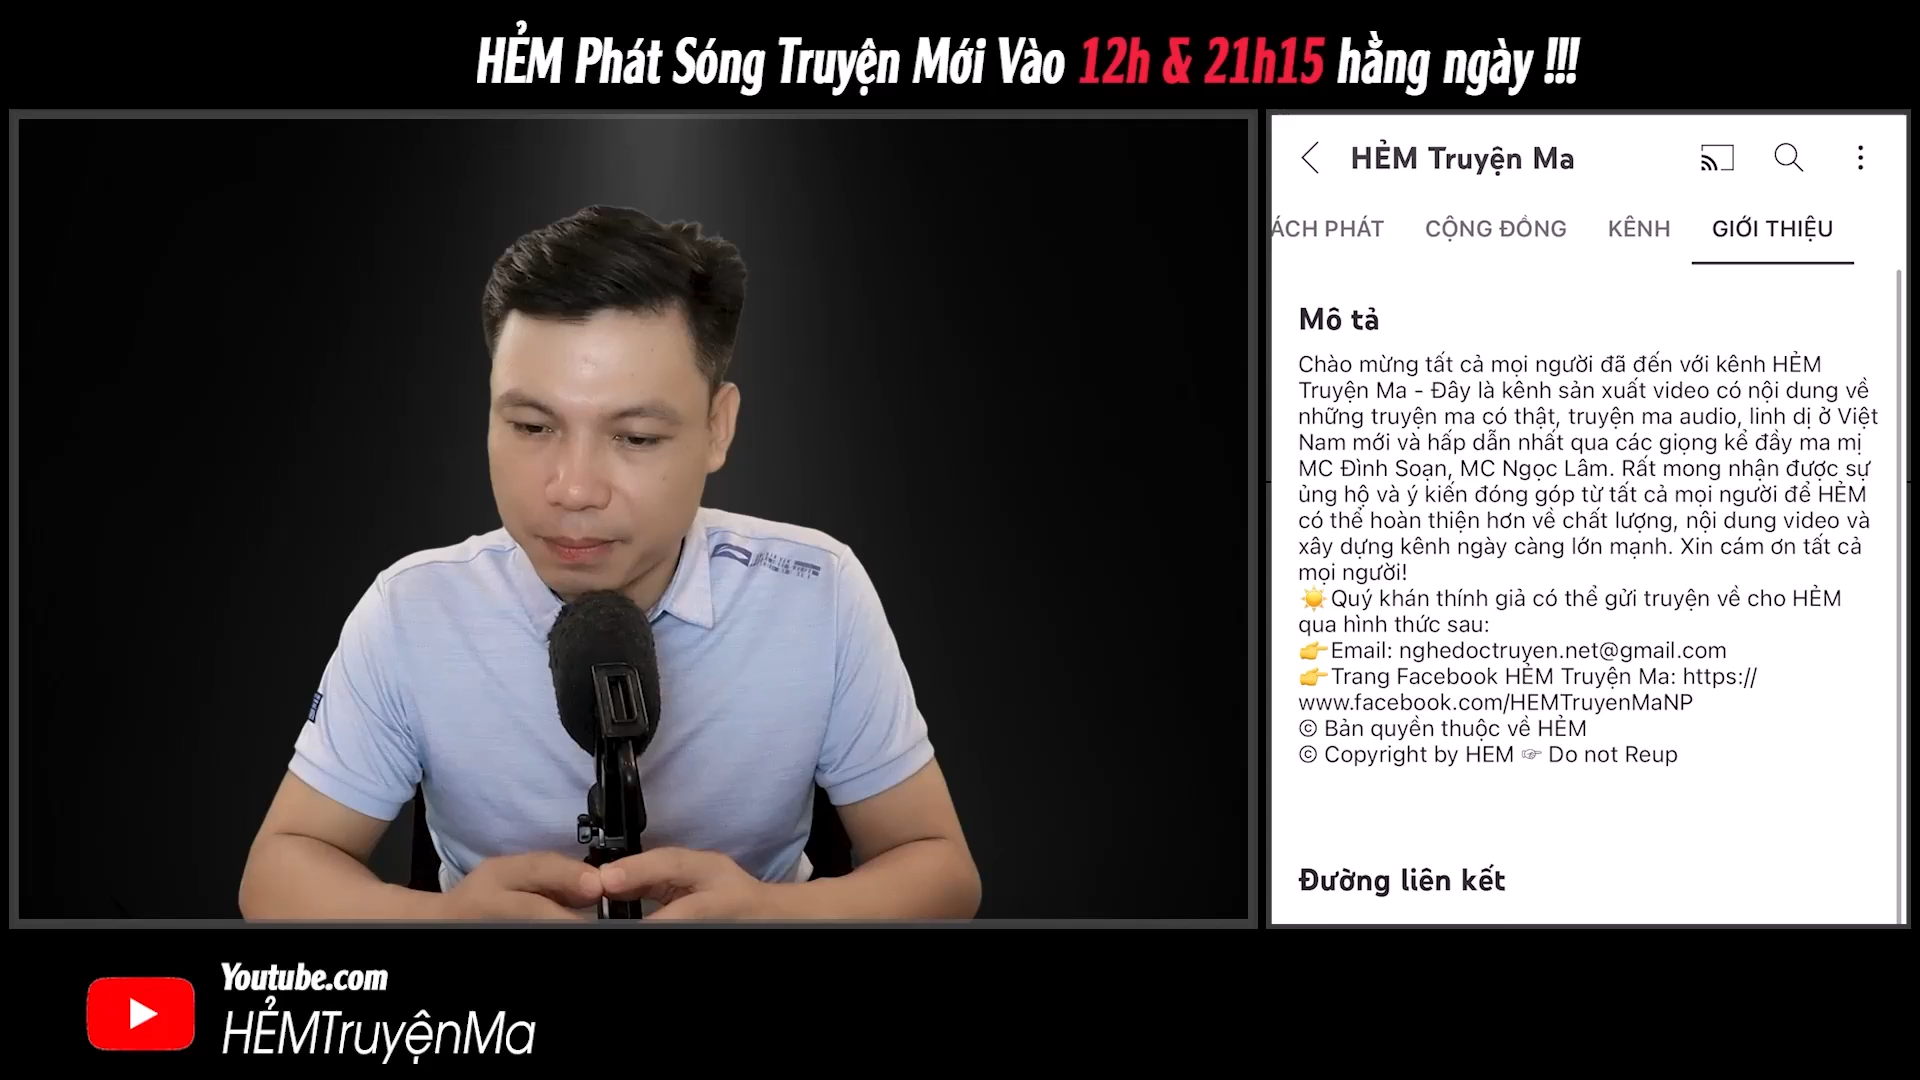 HẺM Phát Sóng Truyện Mới Vào 12h & 21h15 hằng ngày !!!
HẺM Truyện Ma
ÁCH PHÁT CỘNG ĐỒNG KÊNH GIỚI THIỆU
Mô tả
Chào mừng tất cả mọi người đã đến với kênh HẺM
Truyện Ma - Đây là kênh sản xuất video có nội dung về
những truyện ma có thật, truyện ma audio, linh dị ở Việt
Nam mới và hấp dẫn nhất qua các giọng kể đầy ma mị
MC Đình Soạn, MC Ngọc Lâm. Rất mong nhận được sự
ủng hộ và ý kiến đóng góp từ tất cả mọi người để HẺM
có thể hoàn thiện hơn về chất lượng, nội dung video và
xây dựng kênh ngày càng lớn mạnh. Xin cám ơn tất cả
mọi người!
☀️Quý khán thính giả có thể gửi truyện về cho HẺM
qua hình thức sau:
👉Email: nghedoctruyen.net@gmail.com
👉Trang Facebook HẺM Truyện Ma: https://
www.facebook.com/HEMTruyenMaNP
© Bản quyền thuộc về HẺM
© Copyright by HEM ☞ Do not Reup
Đường liên kết
Youtube.com
HẺMTruyệnMa